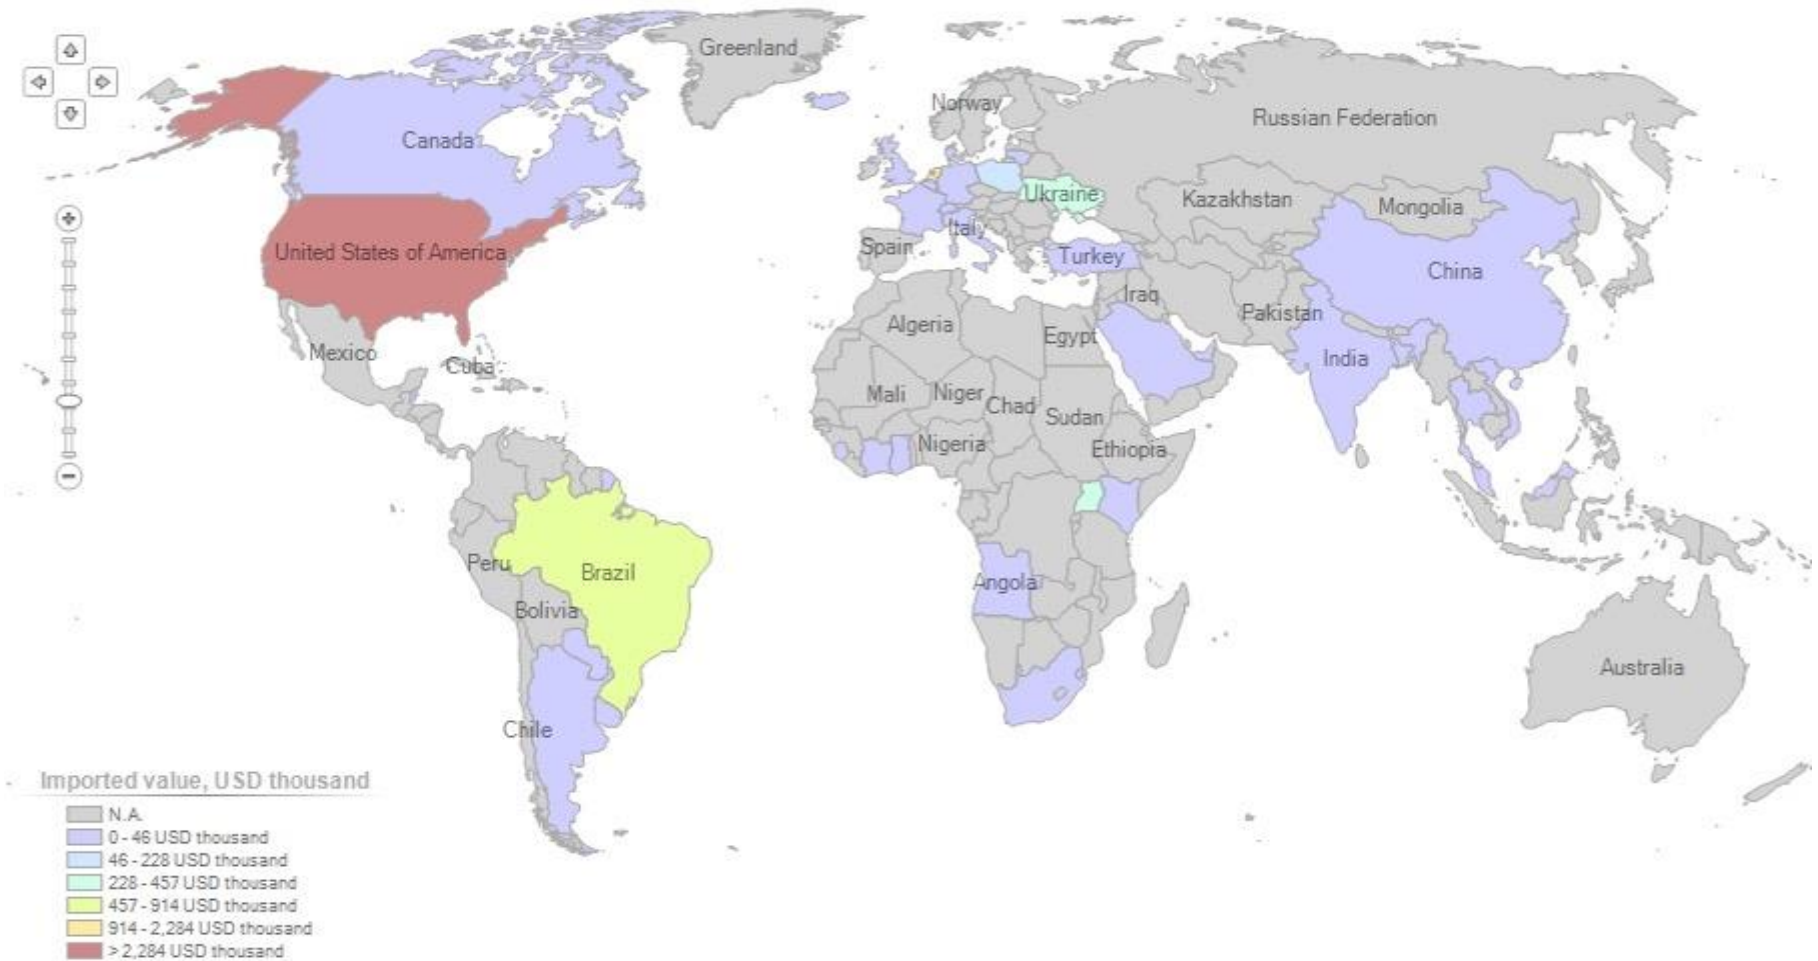 Greenland
Norway
Russian Federation
Canada
Ukraine
Kazakhstan
Mongolia
Italy
Spain
Turkey
United States of America
China
Iraq
Pakistan
Algeria
Egypt
Mexico
India
Cuba
Mali
Niger
Chad
Sudan
Nigeria
Ethiopia
Peru
Brazil
Angola
Bolivia
Australia
Chile
Imported value, USD thousand
N.A.
0 - 46 USD thousand
46 - 228 USD thousand
228 - 457 USD thousand
457 - 914 USD thousand
914 - 2,284 USD thousand
> 2,284 USD thousand